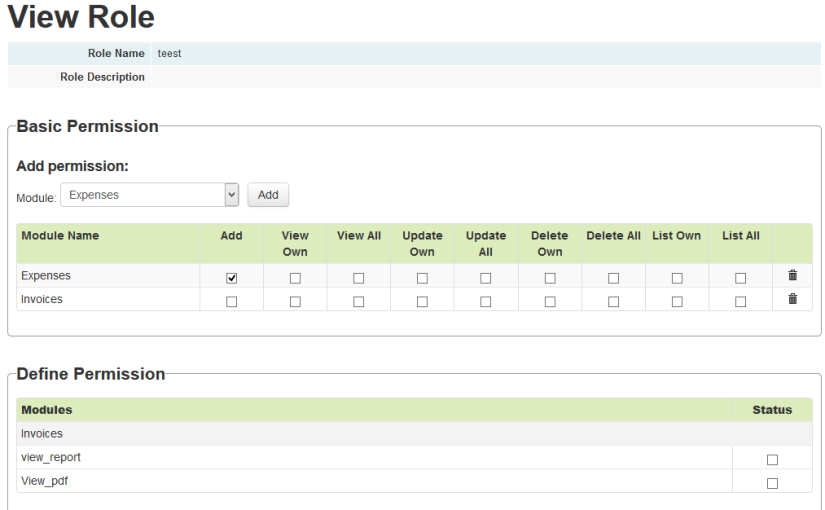 View Role
Role Name teest
Role Description
Basic Permission
Add permission:
Module: Expenses Add
Module Name Add View Own View All Update Own Update All Delete Own Delete All List Own List All
Expenses
Invoices
Define Permission
Modules Status
Invoices
view_report
View_pdf